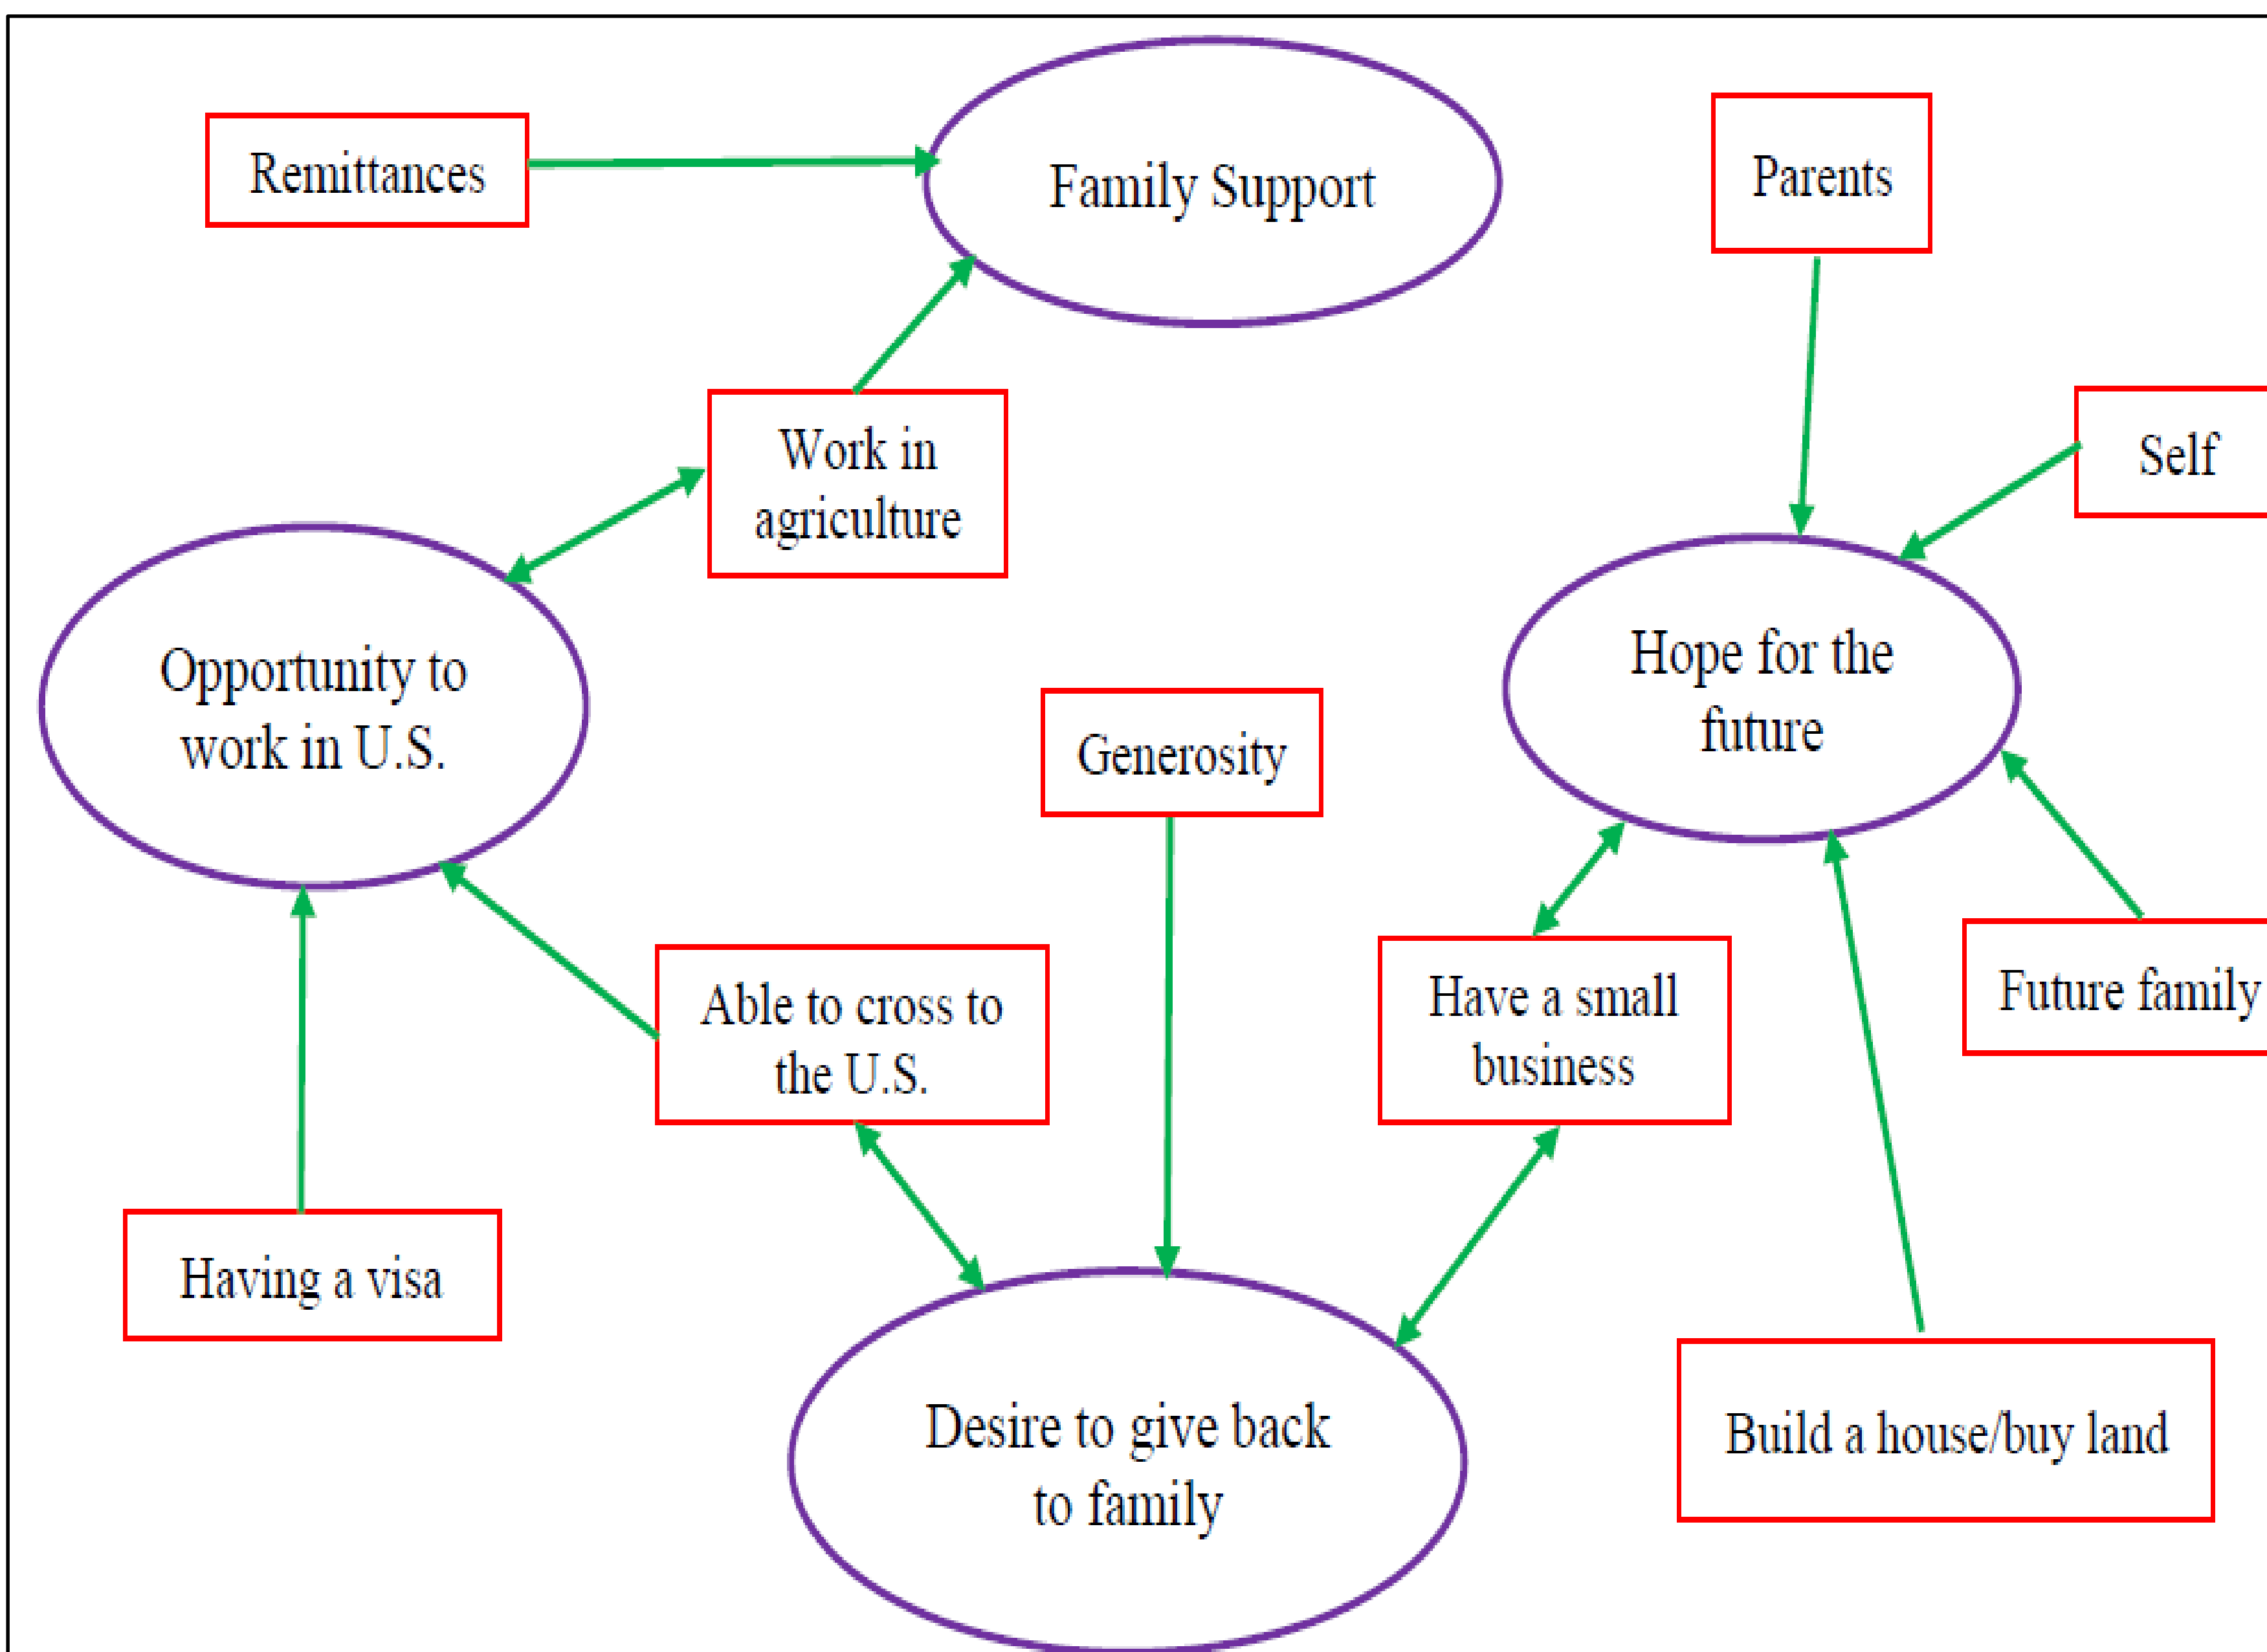 Remittances
Family Support
Parents
Work in
agriculture
Self
Opportunity to
work in U.S.
Generosity
Hope for the
future
Able to cross to
the U.S.
Have a small
business
Future family
Having a visa
Desire to give back
to family
Build a house/buy land